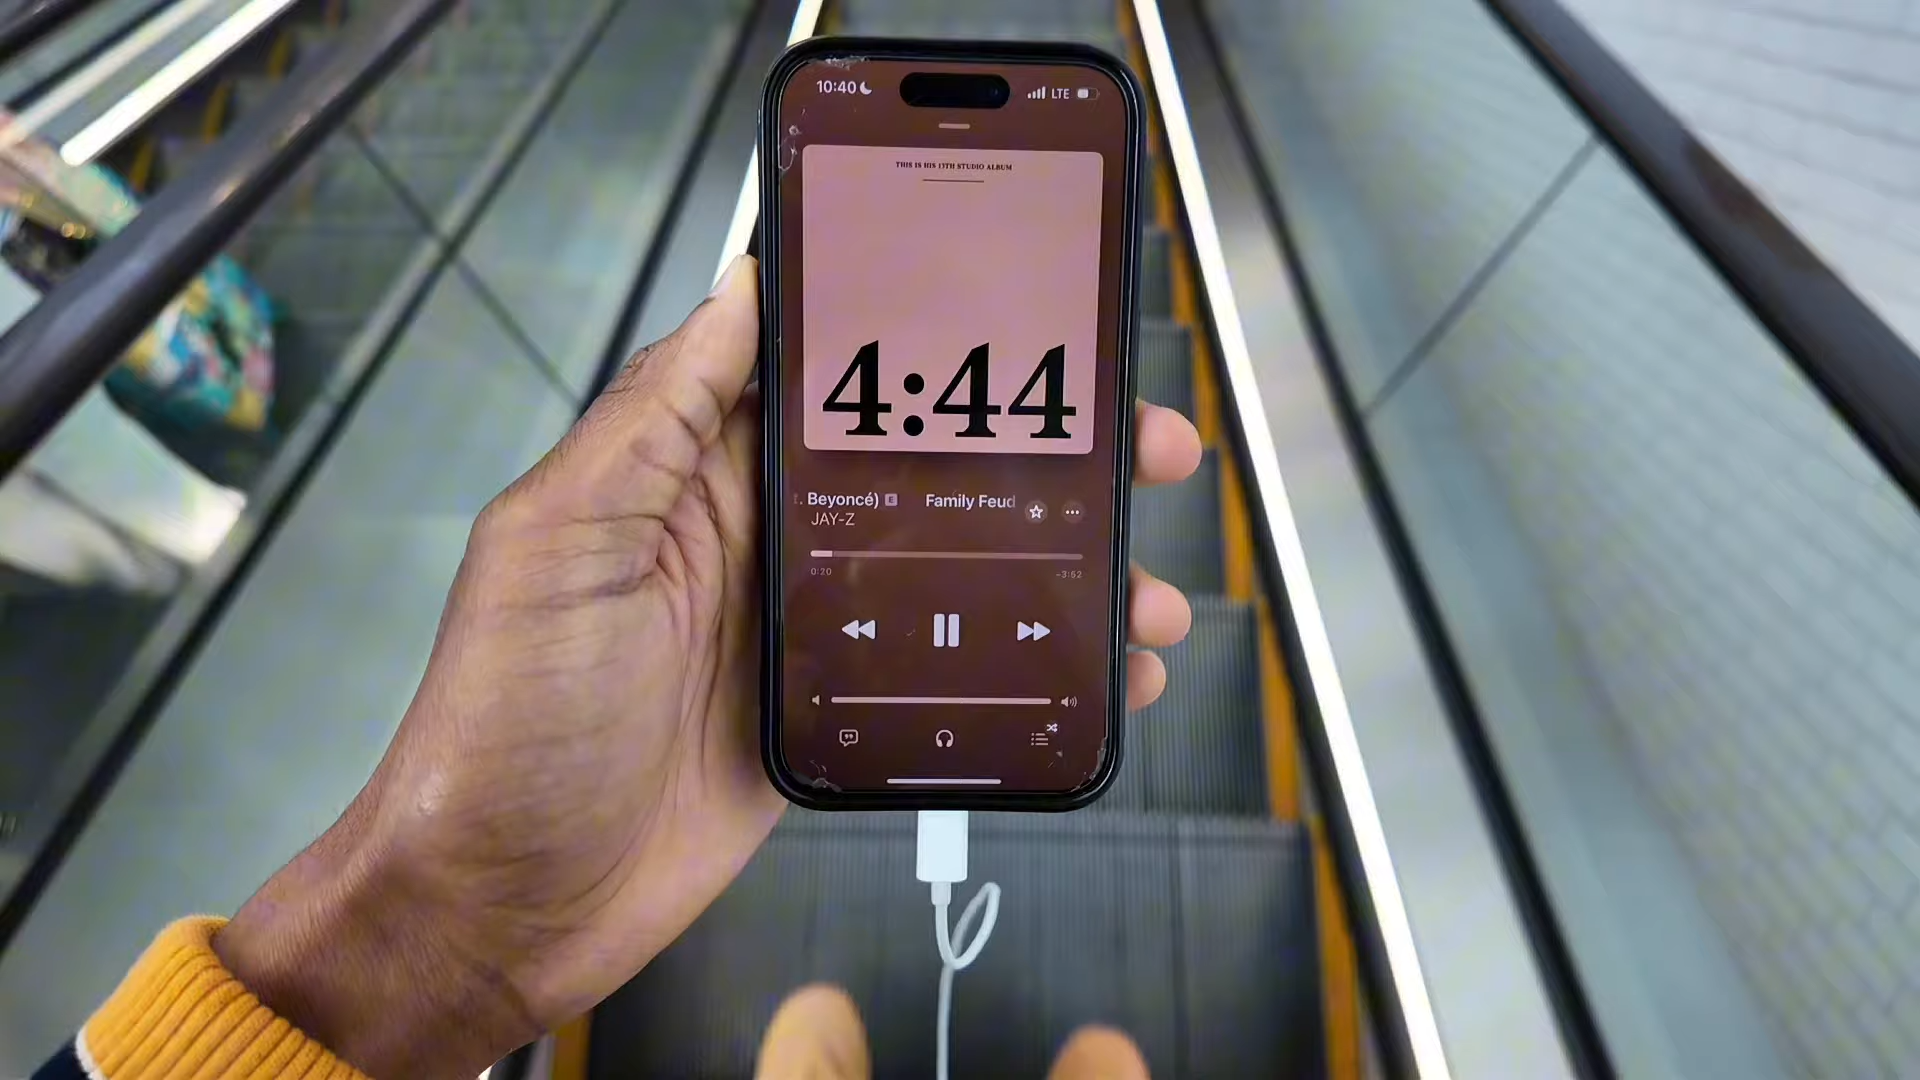 10:40 LTE
THIS IS HIS 13TH STUDIO ALBUM
4:44
. Beyoncé) E Family Feud
JAY-Z
0:20 -3:52